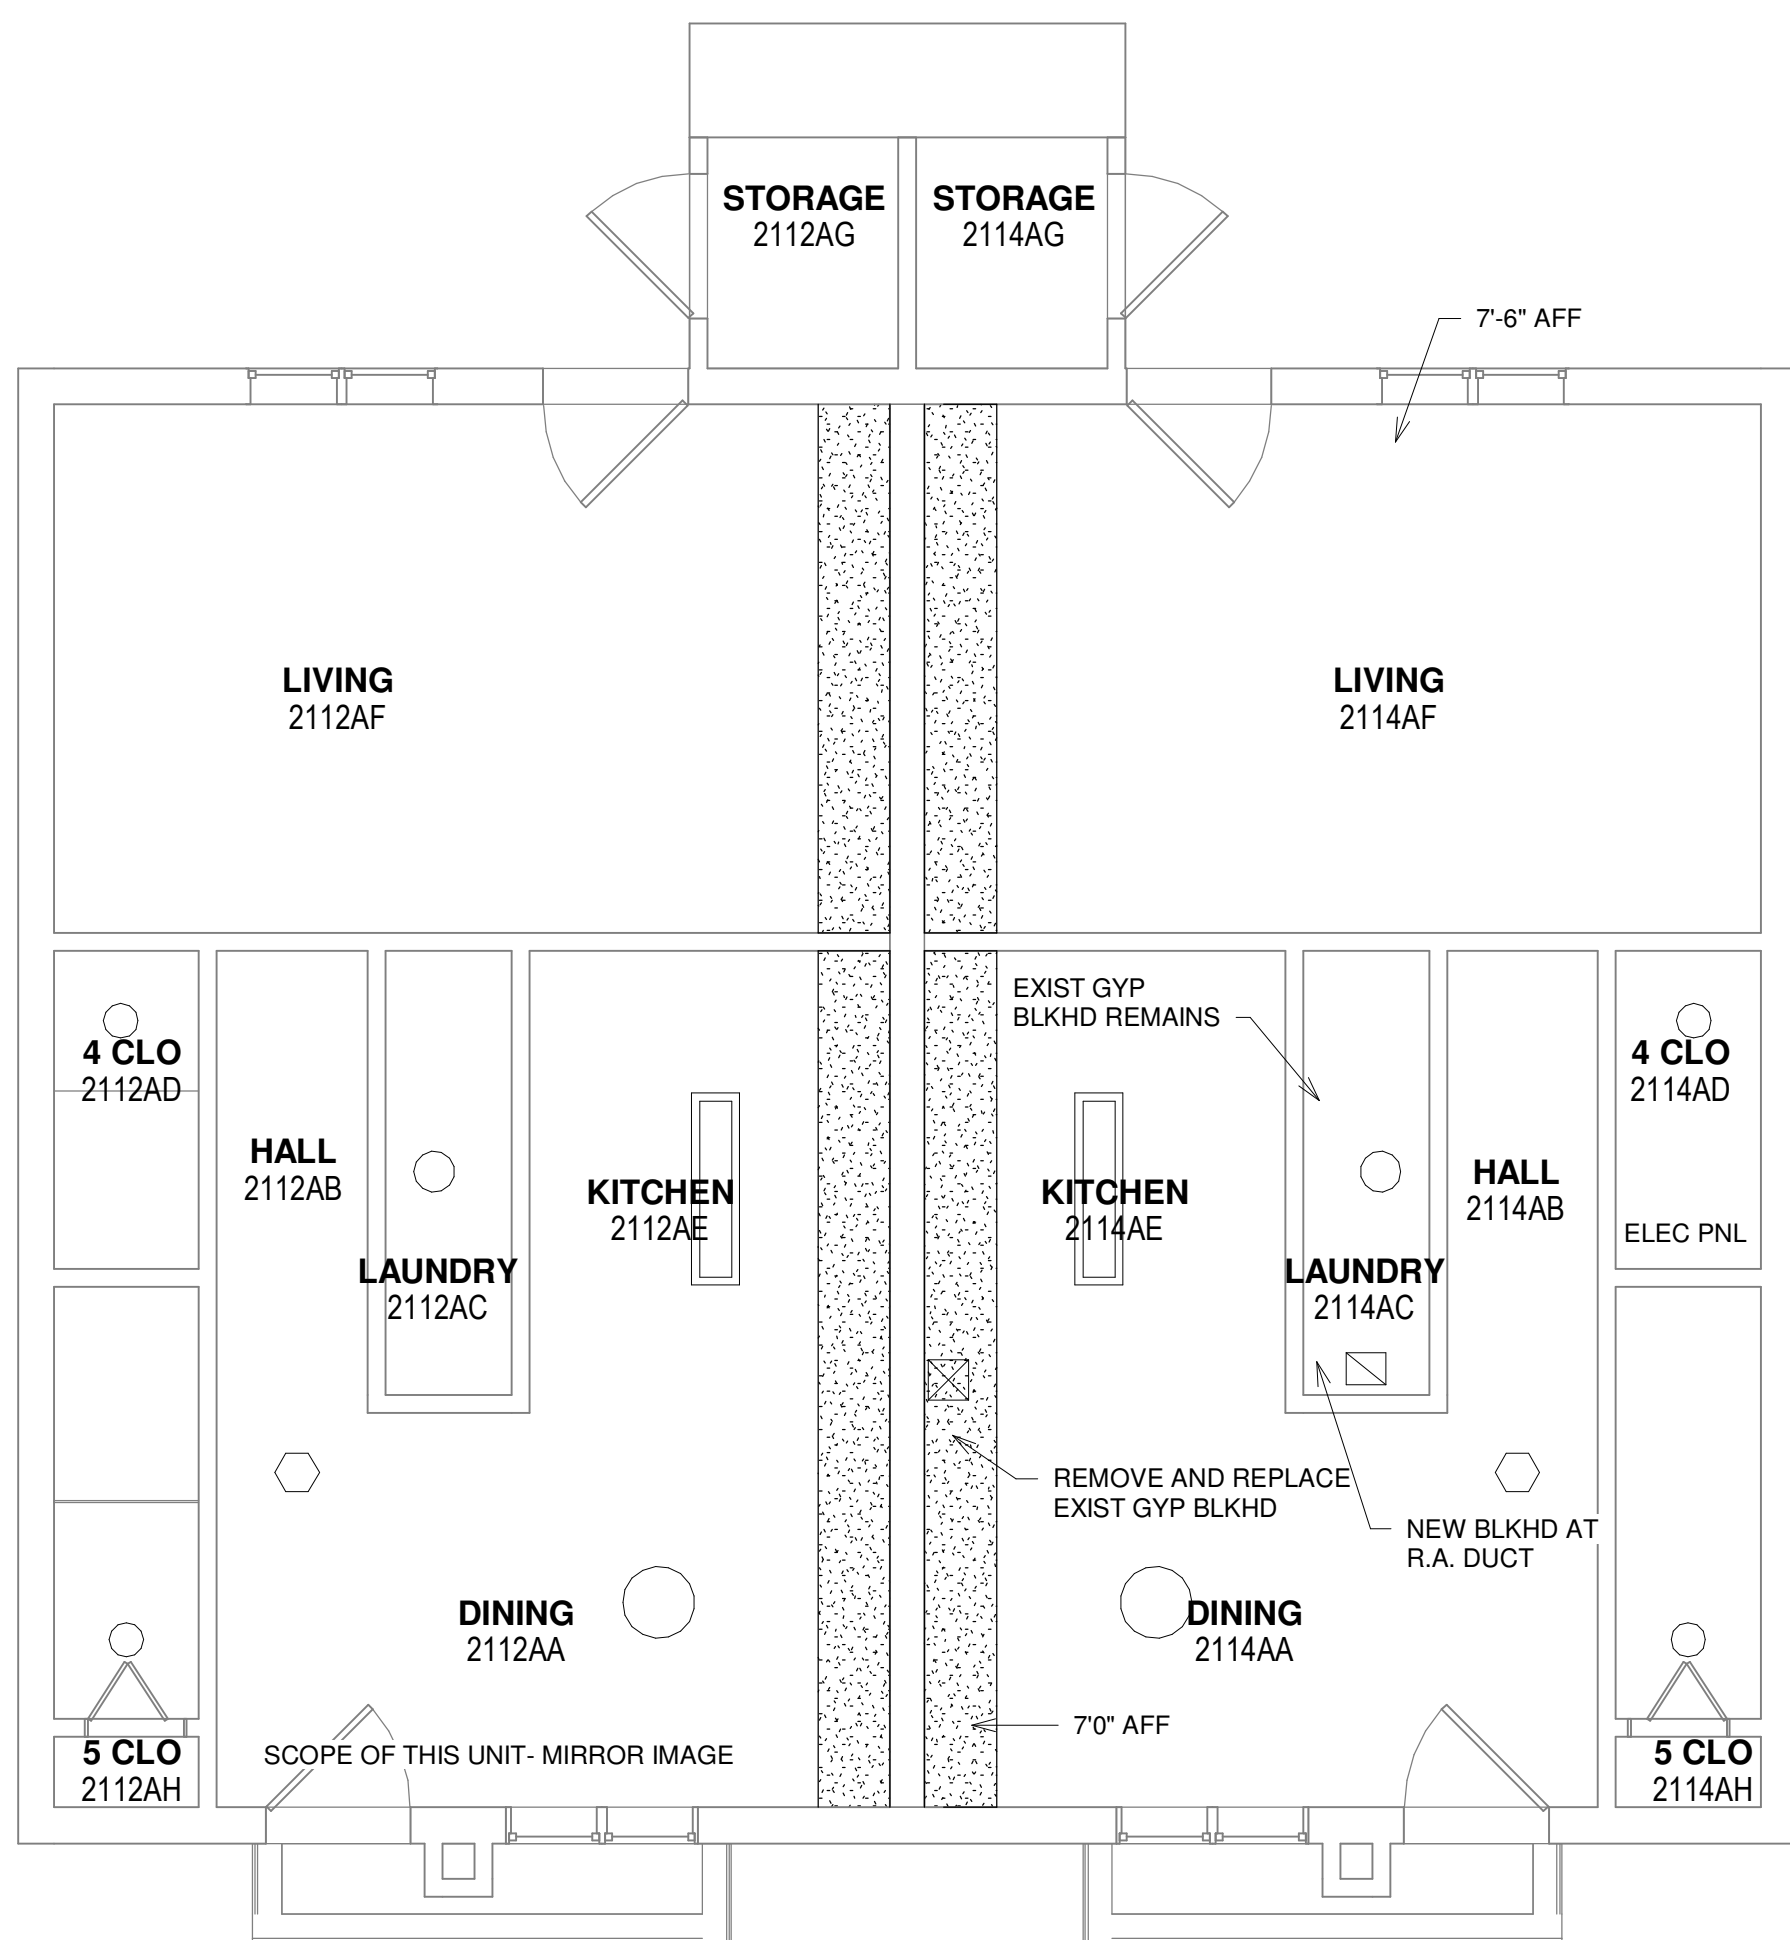 STORAGE
2112AG
STORAGE
2114AG
7'-6" AFF
LIVING
2112AF
LIVING
2114AF
EXIST GYP
BLKHD REMAINS
4 CLO
2112AD
4 CLO
2114AD
HALL
2112AB
KITCHEN
2112AE
KITCHEN
2114AE
HALL
2114AB
ELEC PNL
LAUNDRY
2112AC
LAUNDRY
2114AC
REMOVE AND REPLACE
EXIST GYP BLKHD
NEW BLKHD AT
R.A. DUCT
DINING
2112AA
DINING
2114AA
7'0" AFF
5 CLO
2112AH
SCOPE OF THIS UNIT- MIRROR IMAGE
5 CLO
2114AH